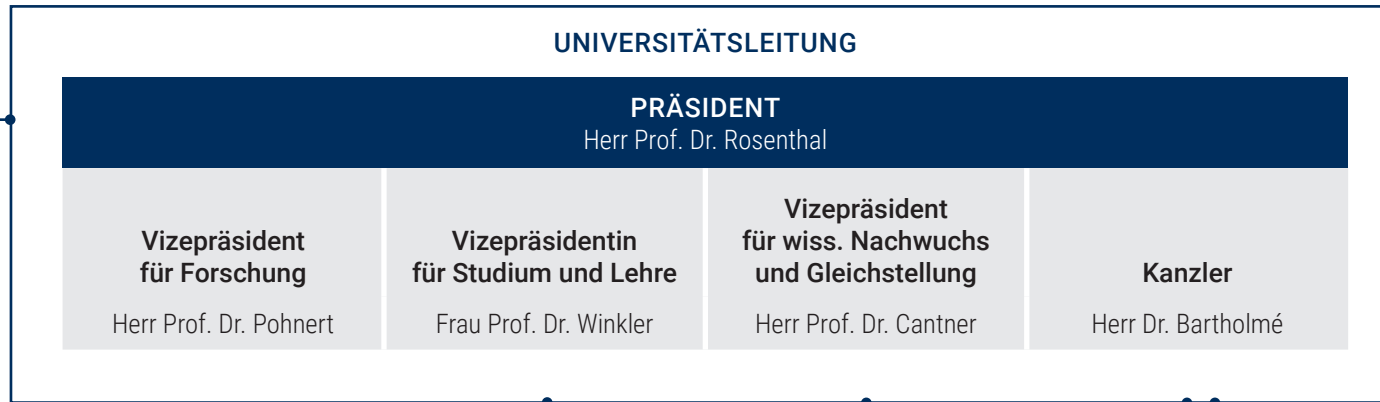 UNIVERSITÄTSLEITUNG
PRÄSIDENT
Herr Prof. Dr. Rosenthal
Vizepräsident
für Forschung
Herr Prof. Dr. Pohnert
Vizepräsidentin
für Studium und Lehre
Frau Prof. Dr. Winkler
Vizepräsident
für wiss. Nachwuchs
und Gleichstellung
Herr Prof. Dr. Cantner
Kanzler
Herr Dr. Bartholmé